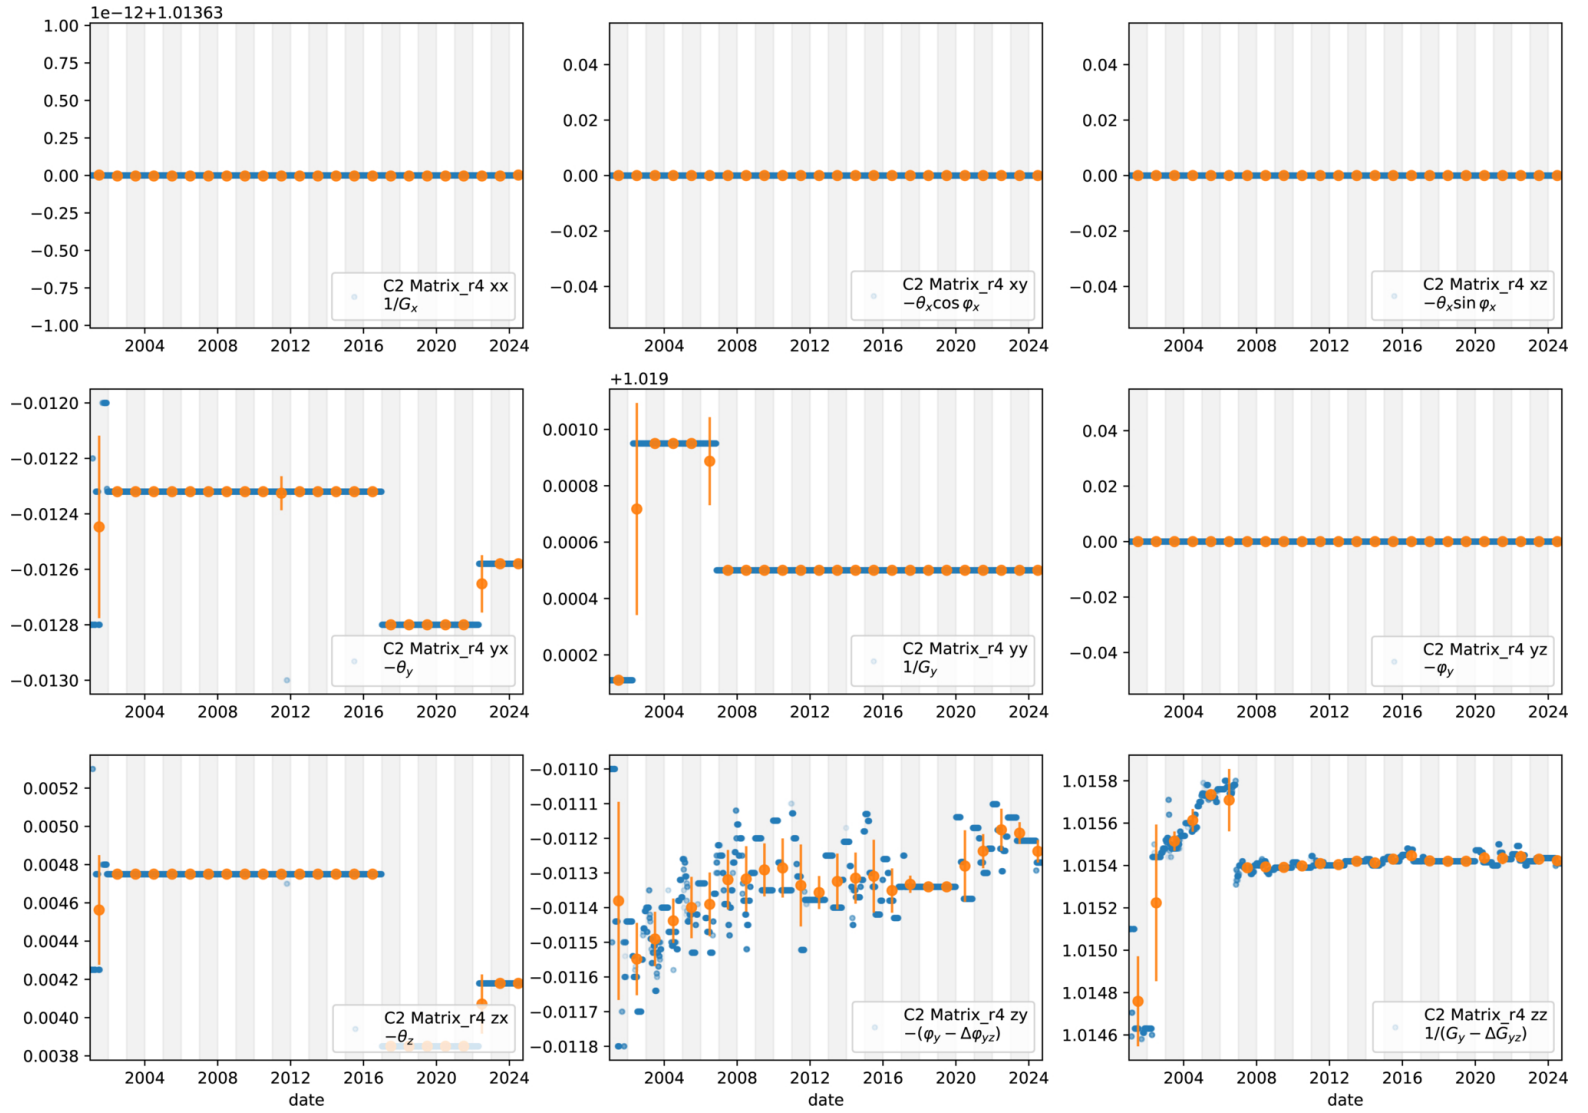 1e−12+1.01363
1.00
0.75
0.50
0.25
0.00
−0.25
−0.50
−0.75
−1.00
2004 2008 2012 2016 2020 2024
C2 Matrix_r4 xx
1/Gx
0.04
0.02
0.00
−0.02
−0.04
2004 2008 2012 2016 2020 2024
C2 Matrix_r4 xy
−θx cos φx
0.04
0.02
0.00
−0.02
−0.04
2004 2008 2012 2016 2020 2024
C2 Matrix_r4 xz
−θx sin φx
−0.0120
−0.0122
−0.0124
−0.0126
−0.0128
−0.0130
2004 2008 2012 2016 2020 2024
C2 Matrix_r4 yx
−θy
+1.019
0.0010
0.0008
0.0006
0.0004
0.0002
2004 2008 2012 2016 2020 2024
C2 Matrix_r4 yy
1/Gy
0.04
0.02
0.00
−0.02
−0.04
2004 2008 2012 2016 2020 2024
C2 Matrix_r4 yz
−φy
0.0052
0.0050
0.0048
0.0046
0.0044
0.0042
0.0040
0.0038
2004 2008 2012 2016 2020 2024
date
C2 Matrix_r4 zx
−θz
−0.0110
−0.0111
−0.0112
−0.0113
−0.0114
−0.0115
−0.0116
−0.0117
−0.0118
2004 2008 2012 2016 2020 2024
date
C2 Matrix_r4 zy
−(φy − Δφyz)
1.0158
1.0156
1.0154
1.0152
1.0150
1.0148
1.0146
2004 2008 2012 2016 2020 2024
date
C2 Matrix_r4 zz
1/(Gy − ΔG̅yz)